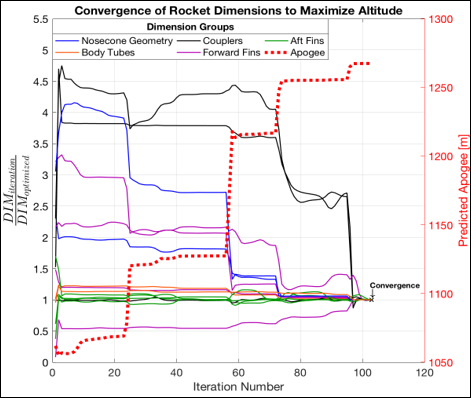 Convergence of Rocket Dimensions to Maximize Altitude
Dimension Groups
Nosecone Geometry
Couplers
Aft Fins
Body Tubes
Forward Fins
Apogee
5.5
5
4.5
4
3.5
3
2.5
2
1.5
1
0.5
0
DIM_iteration
DIM_optimized
1300
1250
1200
1150
1100
1050
Predicted Apogee [m]
Convergence
0
20
40
60
80
100
120
Iteration Number